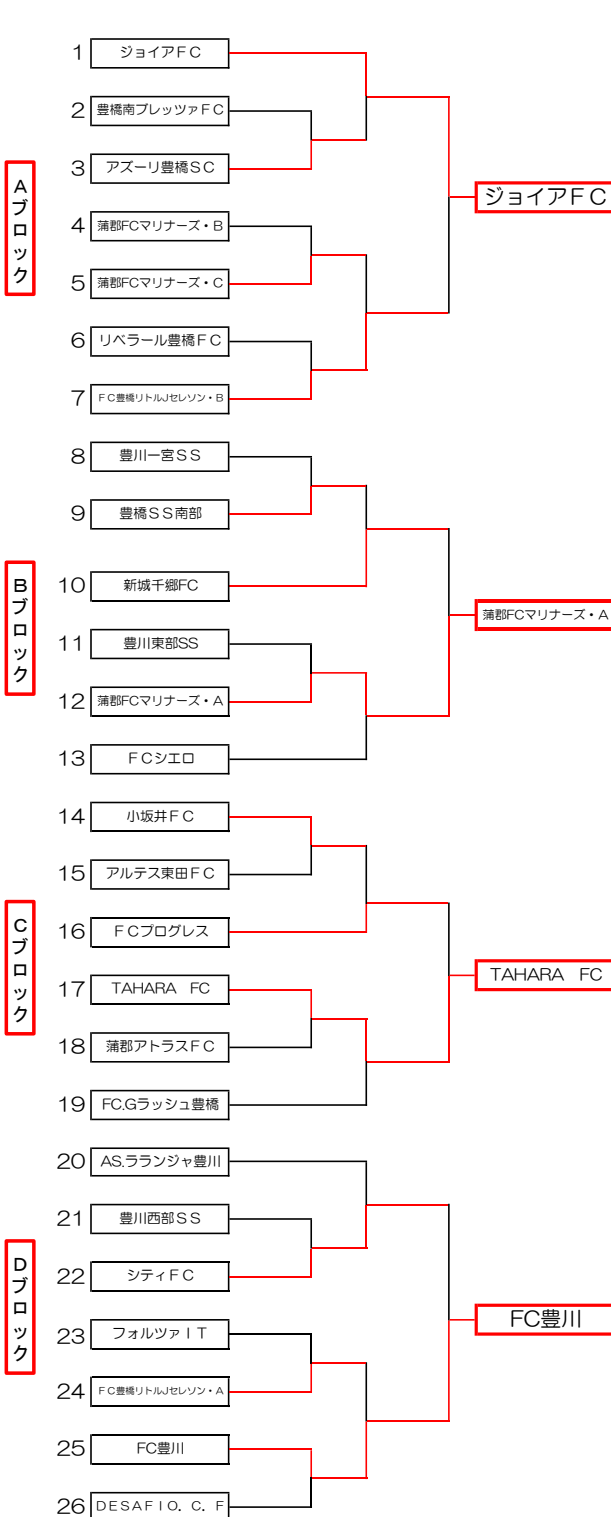 Aブロック
1 ジョイアＦＣ
2 豊橋南プレッツァＦＣ
3 アズーリ豊橋ＳＣ
4 蒲郡FCマリナーズ・B
5 蒲郡FCマリナーズ・C
6 リベラール豊橋ＦＣ
7 ＦＣ豊橋リトルJセレソン・B
ジョイアＦＣ
Bブロック
8 豊川一宮ＳＳ
9 豊橋ＳＳ南部
10 新城千郷FC
11 豊川東部SS
12 蒲郡FCマリナーズ・A
13 ＦＣシエロ
蒲郡FCマリナーズ・A
Cブロック
14 小坂井ＦＣ
15 アルテス東田ＦＣ
16 ＦＣプログレス
17 TAHARA　FC
18 蒲郡アトラスＦＣ
19 FC.Gラッシュ豊橋
TAHARA　FC
Dブロック
20 AS.ラランジャ豊川
21 豊川西部ＳＳ
22 シティＦＣ
23 フォルツァＩＴ
24 ＦＣ豊橋リトルJセレソン・A
25 FC豊川
26 ＤＥＳＡＦＩＯ．Ｃ．Ｆ
FC豊川